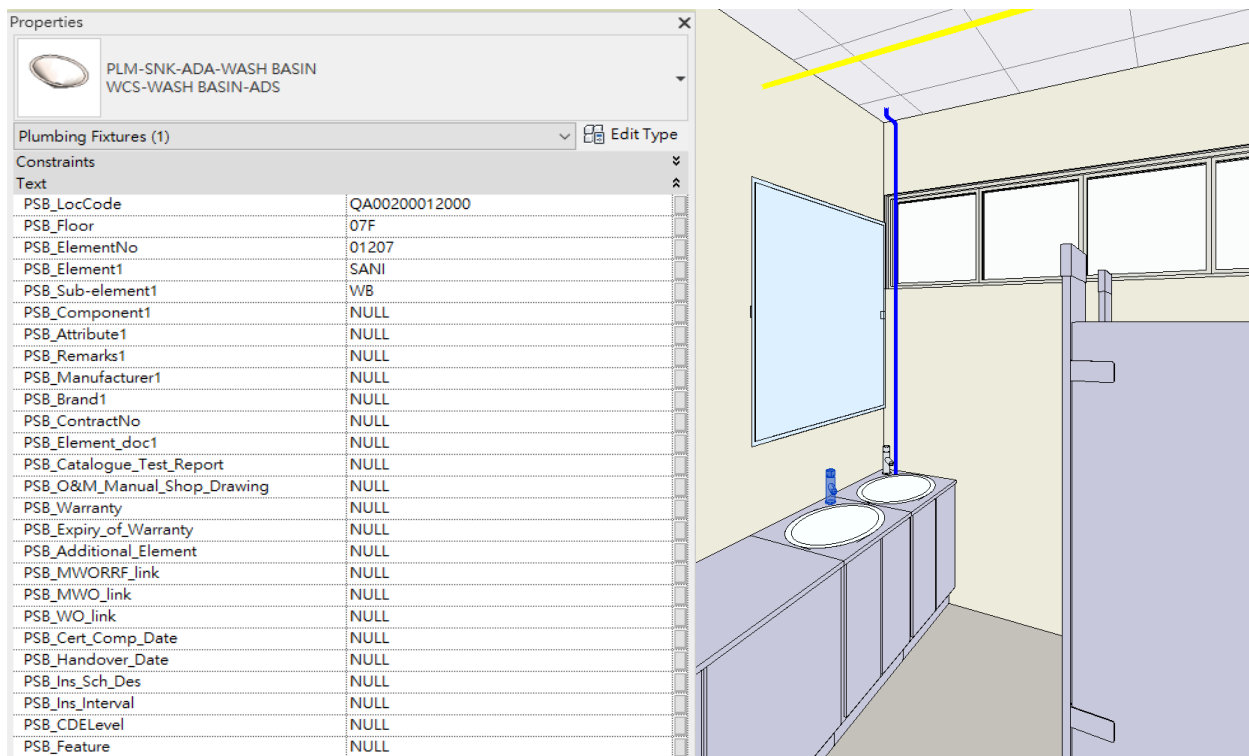 Properties
PLM-SNK-ADA-WASH BASIN
WCS-WASH BASIN-ADS
Plumbing Fixtures (1) Edit Type
Constraints
Text
PSB_LocCode QA00200012000
PSB_Floor 07F
PSB_ElementNo 01207
PSB_Element1 SANI
PSB_Sub-element1 WB
PSB_Component1 NULL
PSB_Attribute1 NULL
PSB_Remarks1 NULL
PSB_Manufacturer1 NULL
PSB_Brand1 NULL
PSB_ContractNo NULL
PSB_Element_doc1 NULL
PSB_Catalogue_Test_Report NULL
PSB_O&M_Manual_Shop_Drawing NULL
PSB_Warranty NULL
PSB_Expiry_of_Warranty NULL
PSB_Additional_Element NULL
PSB_MWORRF_link NULL
PSB_MWO_link NULL
PSB_WO_link NULL
PSB_Cert_Comp_Date NULL
PSB_Handover_Date NULL
PSB_Ins_Sch_Des NULL
PSB_Ins_Interval NULL
PSB_CDELevel NULL
PSB_Feature NULL